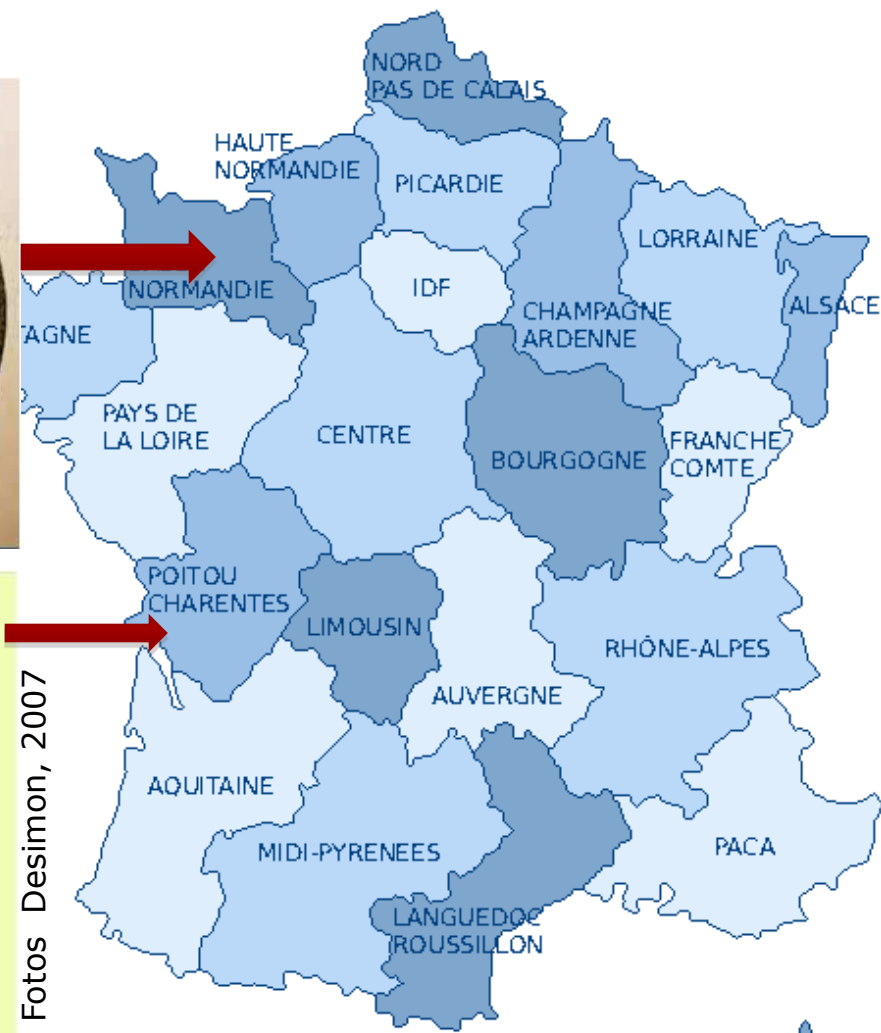 NORD
PAS DE CALAIS
HAUTE
NORMANDIE
PICARDIE
LORRAINE
NORMANDIE
IDF
CHAMPAGNE
ARDENNE
ALSACE
TAGNE
PAYS DE
LA LOIRE
CENTRE
BOURGOGNE
FRANCHE
COMTE
POITOU
CHARENTES
LIMOUSIN
RHÔNE-ALPES
AUVERGNE
AQUITAINE
MIDI-PYRENEES
PACA
LANGUEDOC
ROUSSILLON
Fotos Desimon, 2007